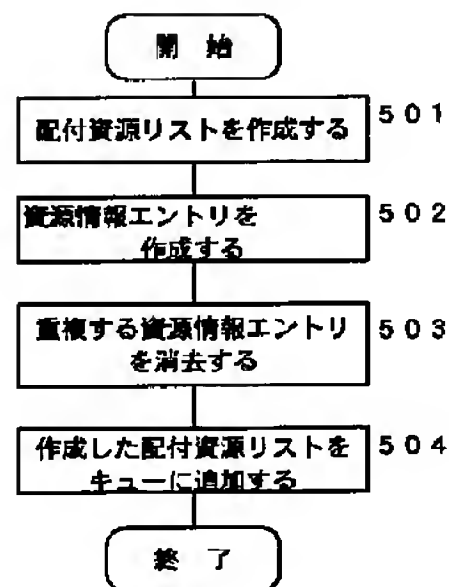 開 始
配付資源リストを作成する 501
資源情報エントリを 502
作成する
重複する資源情報エントリ 503
を消去する
作成した配付資源リストを 504
キューに追加する
終 了